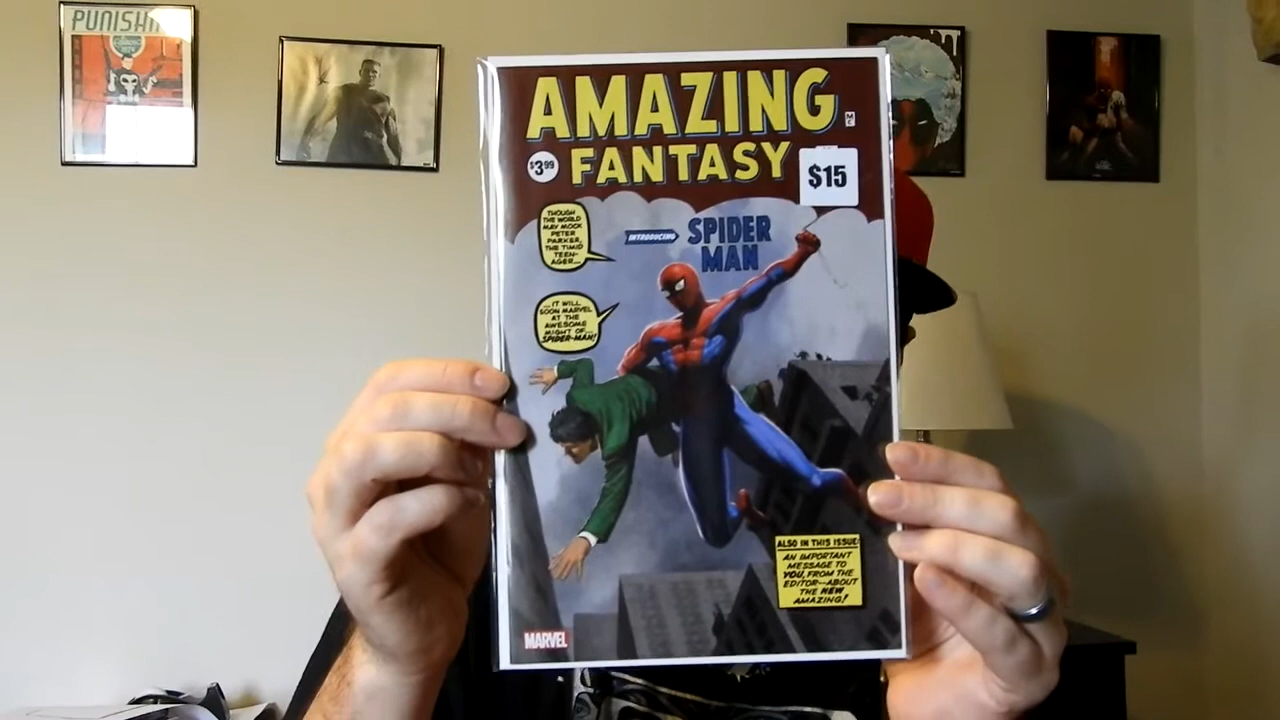 PUNISH
AMAZING
FANTASY
$3.99
MC
$15
THOUGH
THE WORLD
MAY MOCK
PETER
PARKER,
THE TIMID
TEEN-
AGER...
INTRODUCING
SPIDER
MAN
...IT WILL
SOON MARVEL
AT THE
AWESOME
MIGHT OF...
SPIDER-MAN!
ALSO IN THIS ISSUE:
AN IMPORTANT
MESSAGE TO
YOU, FROM THE
EDITOR--ABOUT
THE NEW
AMAZING!
MARVEL